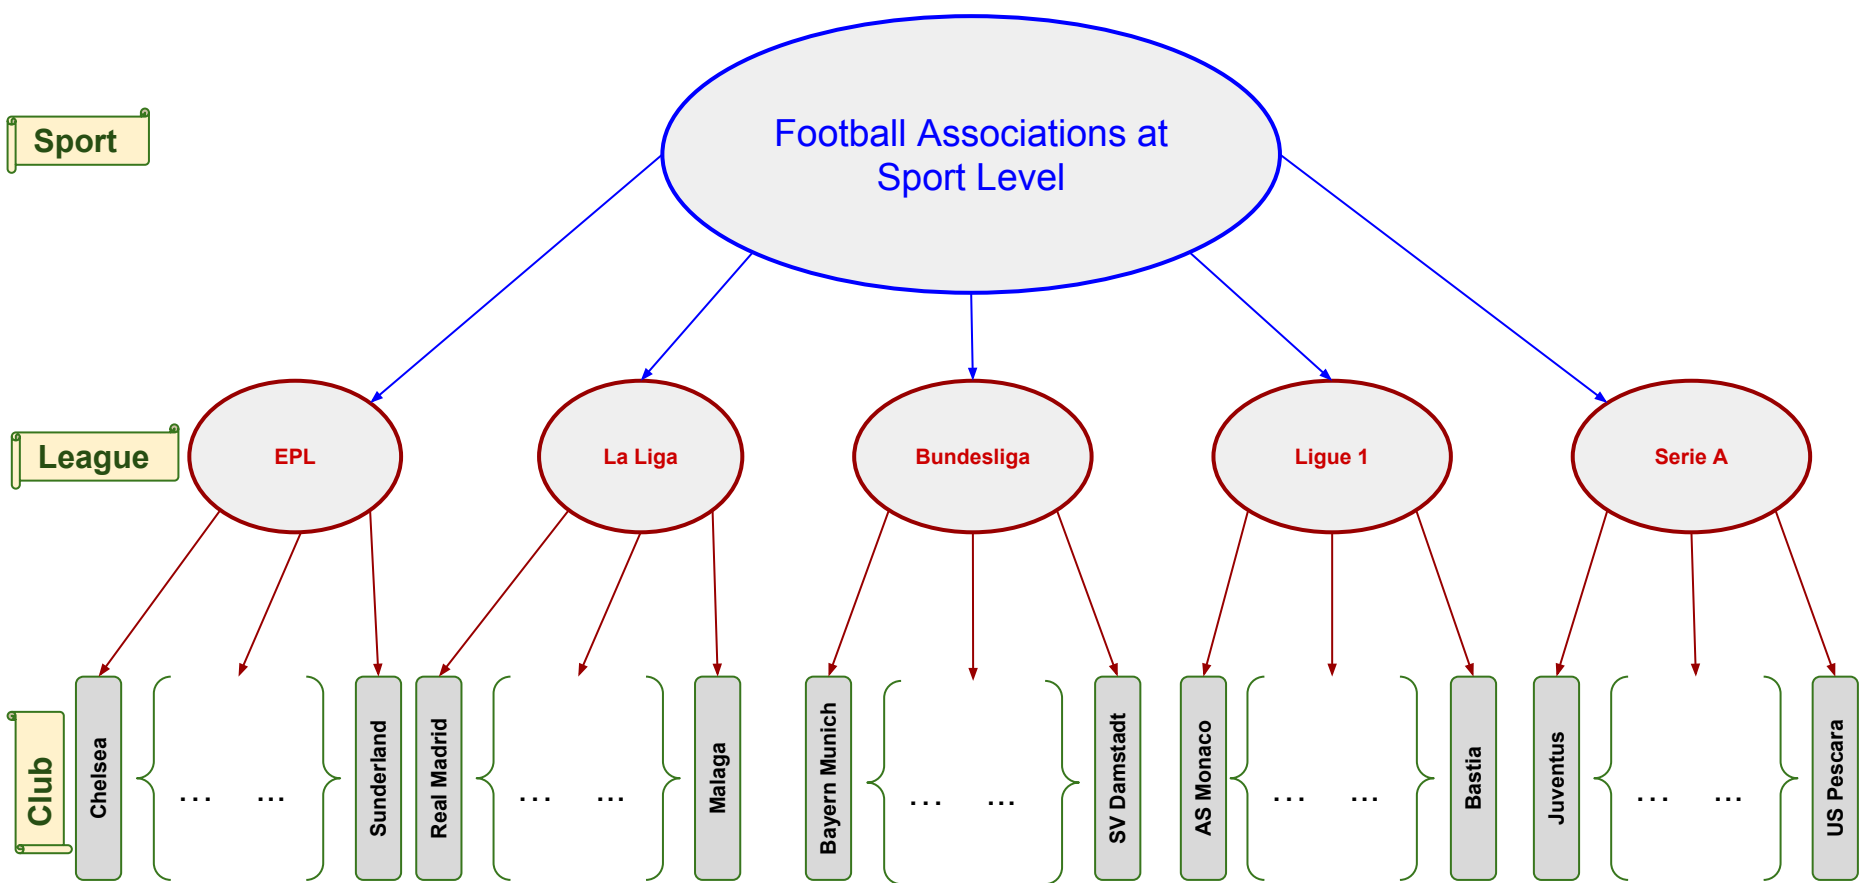 Sport
Football Associations at
Sport Level
League
EPL
La Liga
Bundesliga
Ligue 1
Serie A
Club
Chelsea
... ...
Sunderland
Real Madrid
... ...
Malaga
Bayern Munich
... ...
SV Damstadt
AS Monaco
... ...
Bastia
Juventus
... ...
US Pescara